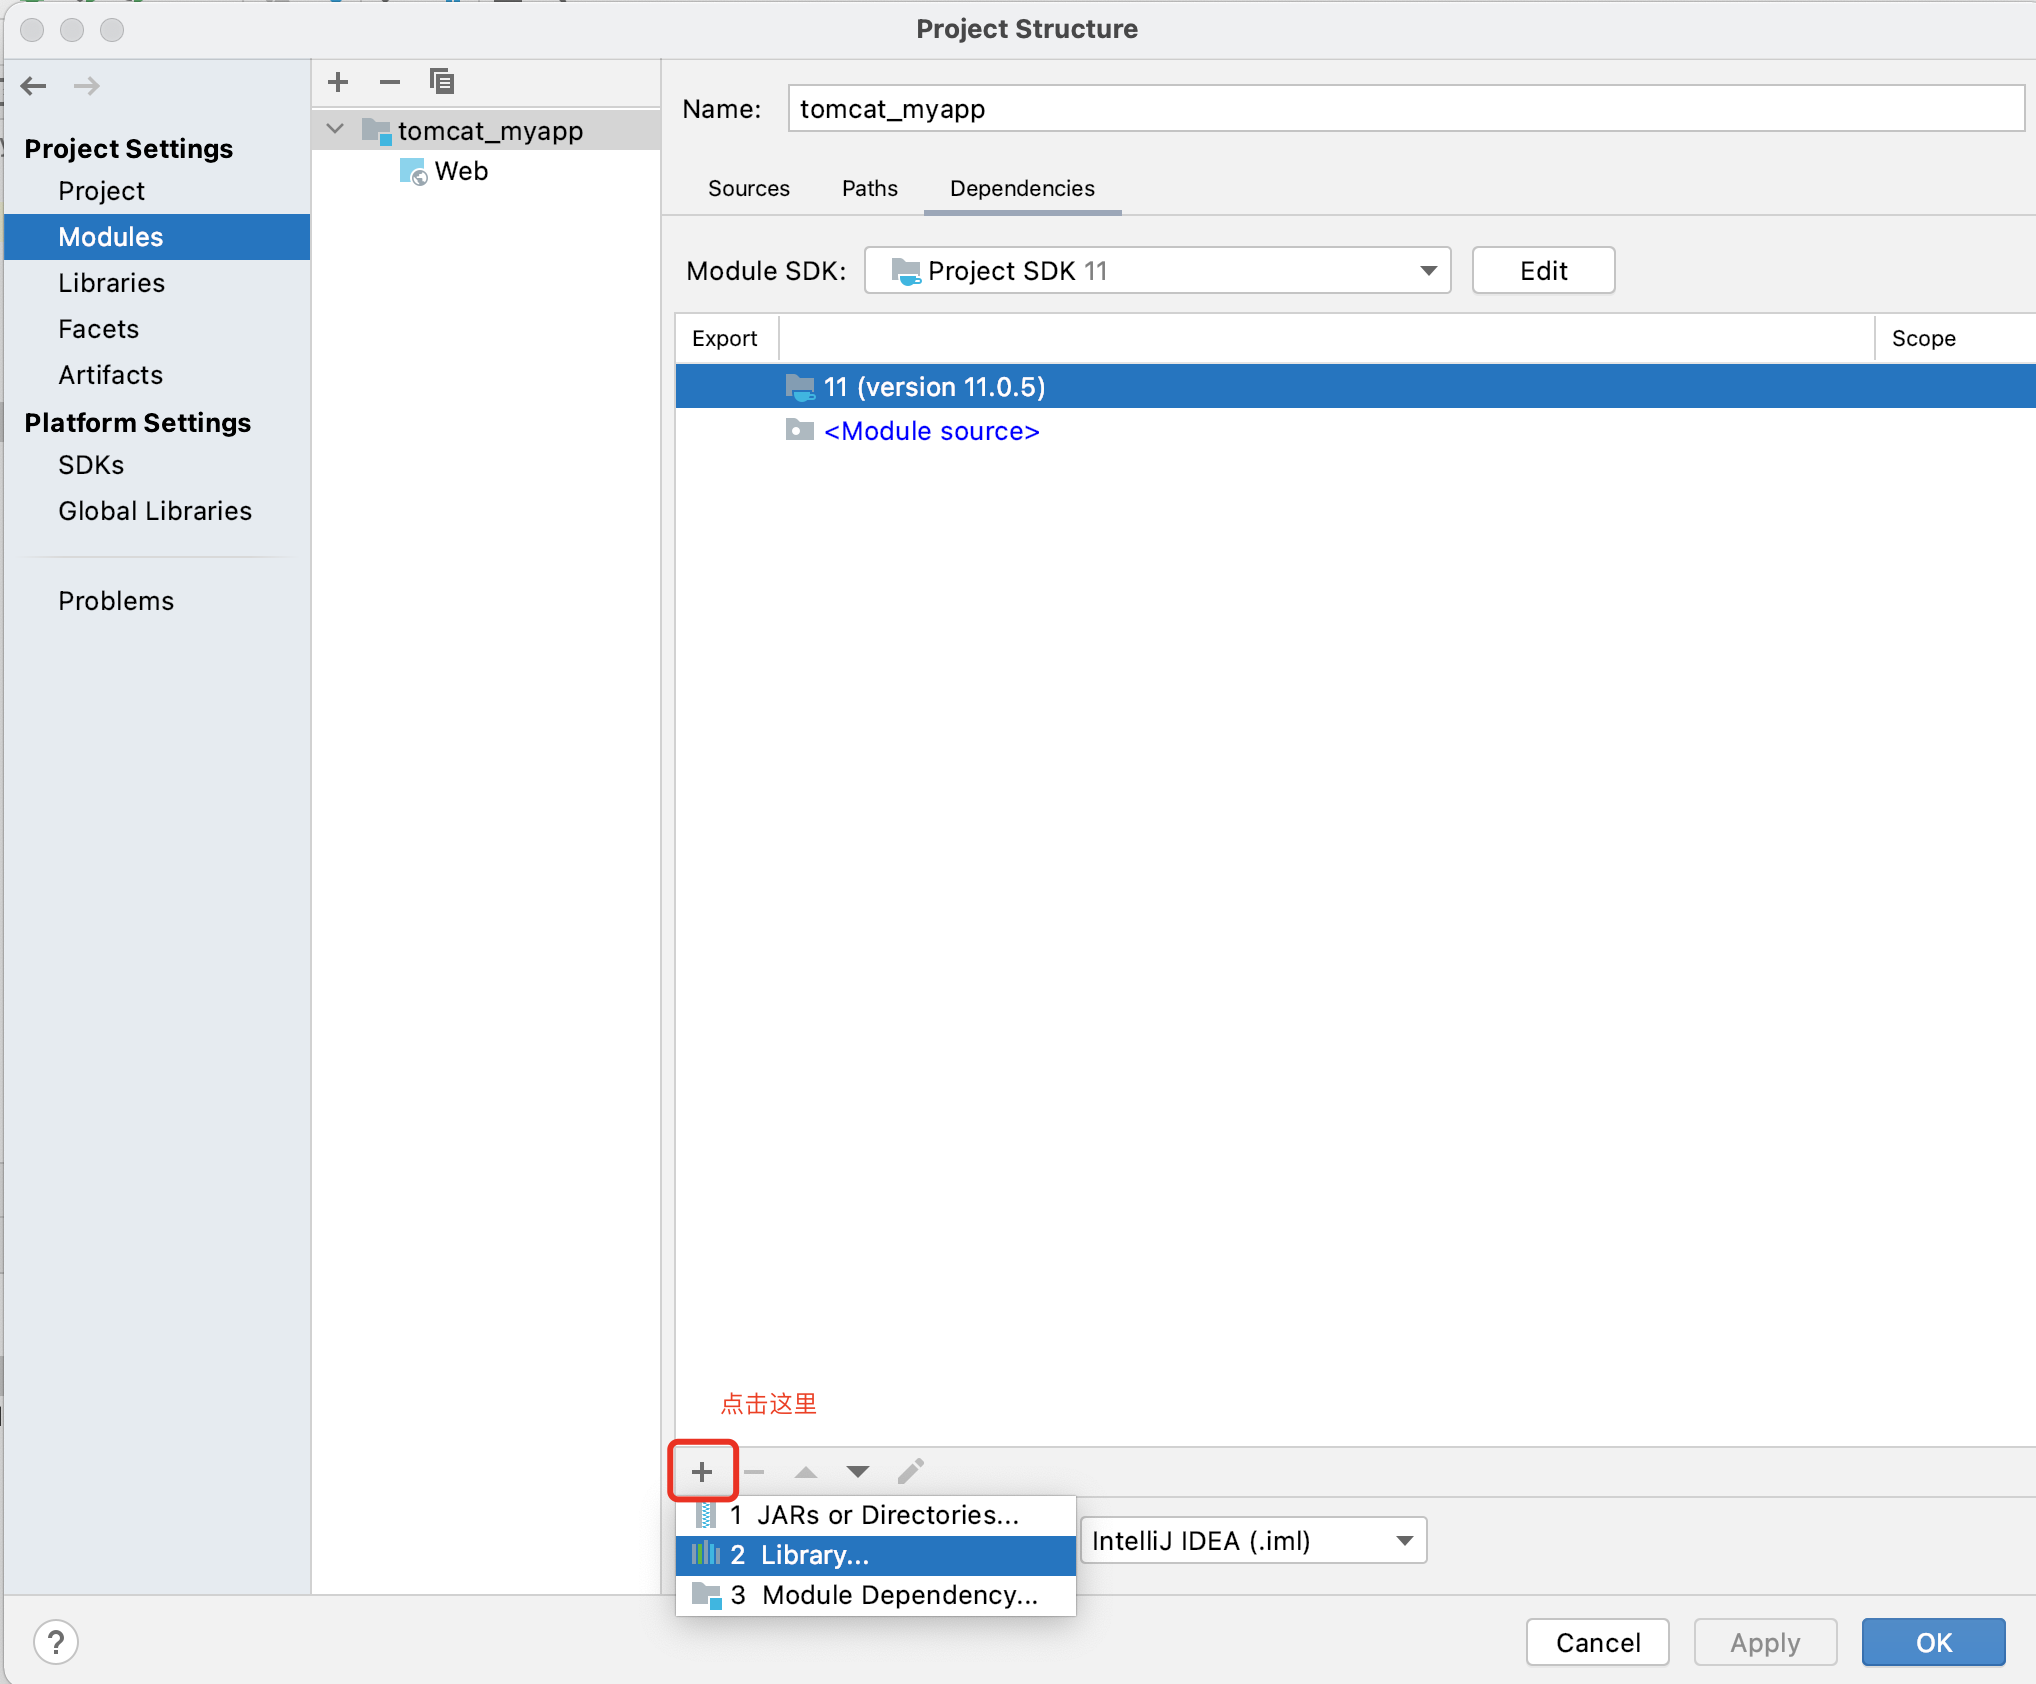 Project Structure
Project Settings
Project
Modules
Libraries
Facets
Artifacts
Platform Settings
SDKs
Global Libraries
Problems
tomcat_myapp
Web
Name: tomcat_myapp
Sources Paths Dependencies
Module SDK: Project SDK 11 Edit
Export Scope
11 (version 11.0.5)
<Module source>
点击这里
1 JARs or Directories...
2 Library...
3 Module Dependency...
IntelliJ IDEA (.iml)
? Cancel Apply OK